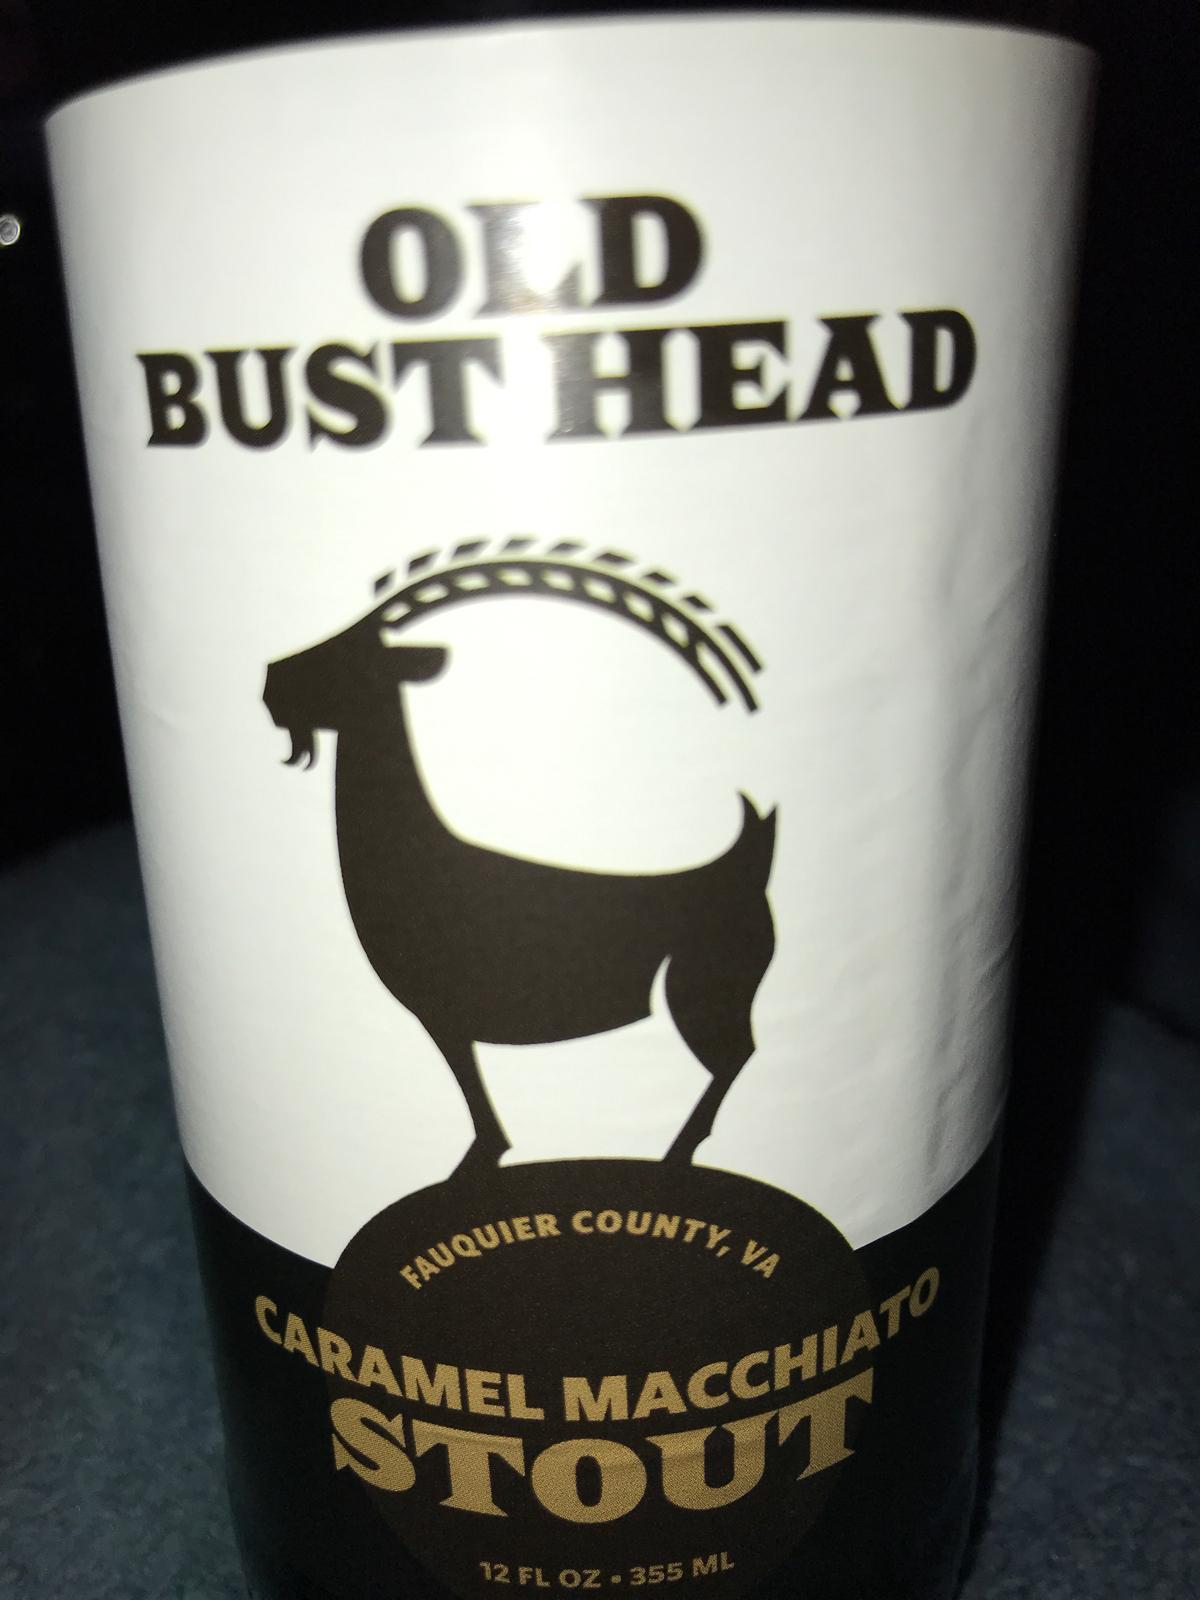 OLD
BUST HEAD
FAUQUIER COUNTY, VA
CARAMEL MACCHIATO
STOUT
12 FL OZ • 355 ML